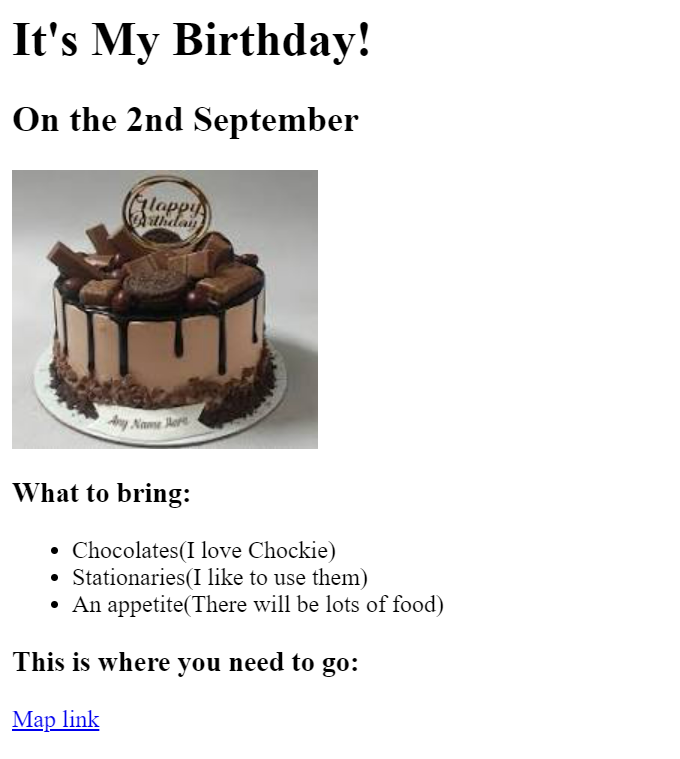 It's My Birthday!
On the 2nd September
Happy
Birthday
Any Name Here
What to bring:
Chocolates(I love Chockie)
Stationaries(I like to use them)
An appetite(There will be lots of food)
This is where you need to go:
Map link